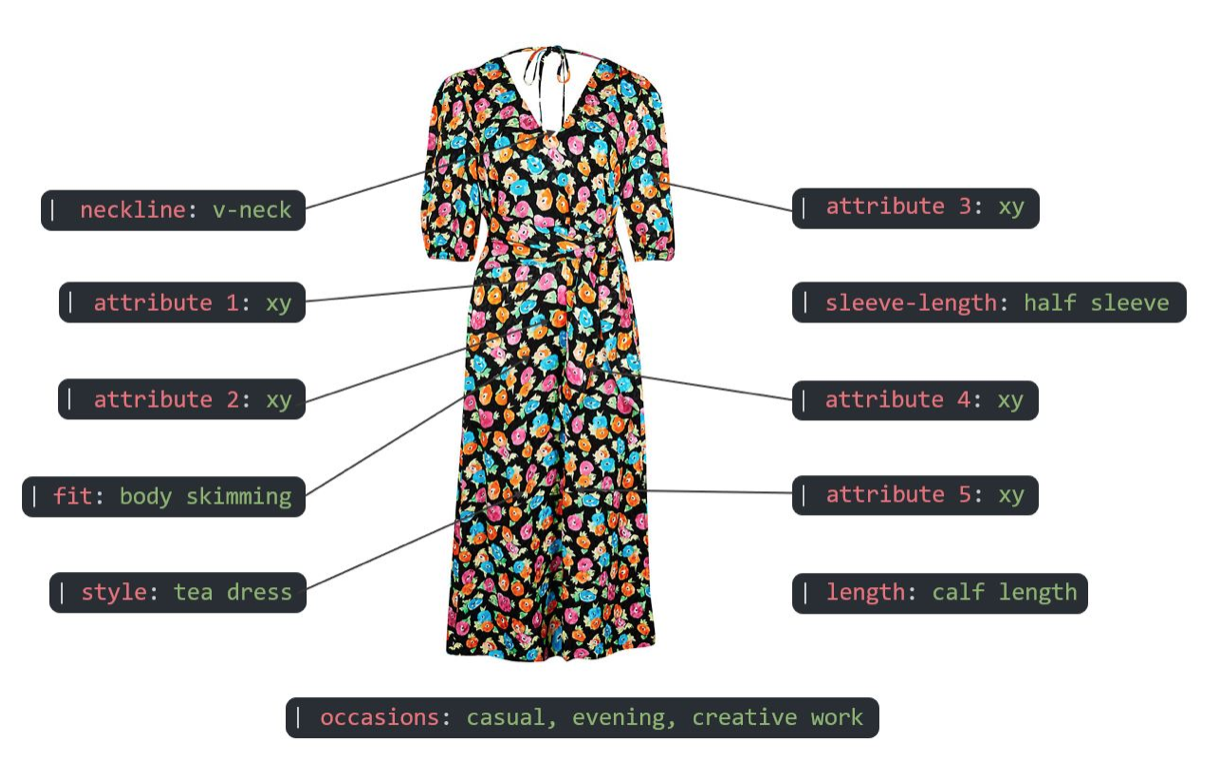 | neckline: v-neck
| attribute 1: xy
| attribute 2: xy
| fit: body skimming
| style: tea dress
| attribute 3: xy
| sleeve-length: half sleeve
| attribute 4: xy
| attribute 5: xy
| length: calf length
| occasions: casual, evening, creative work